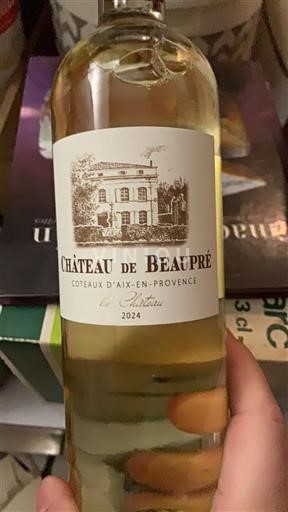 CHÂTEAU DE BEAUPRÉ
COTEAUX D'AIX-EN-PROVENCE
le Château
2024